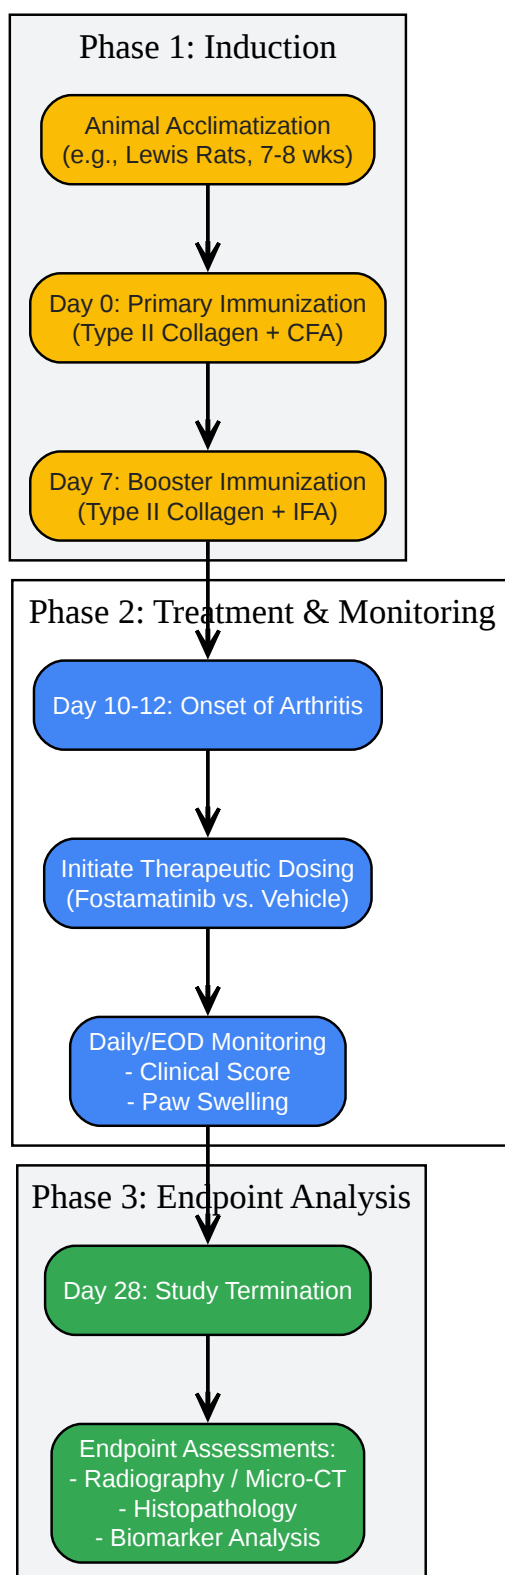 Phase 1: Induction
Animal Acclimatization
(e.g., Lewis Rats, 7-8 wks)
Day 0: Primary Immunization
(Type II Collagen + CFA)
Day 7: Booster Immunization
(Type II Collagen + IFA)
Phase 2: Treatment & Monitoring
Day 10-12: Onset of Arthritis
Initiate Therapeutic Dosing
(Fostamatinib vs. Vehicle)
Daily/EOD Monitoring
- Clinical Score
- Paw Swelling
Phase 3: Endpoint Analysis
Day 28: Study Termination
Endpoint Assessments:
- Radiography / Micro-CT
- Histopathology
- Biomarker Analysis